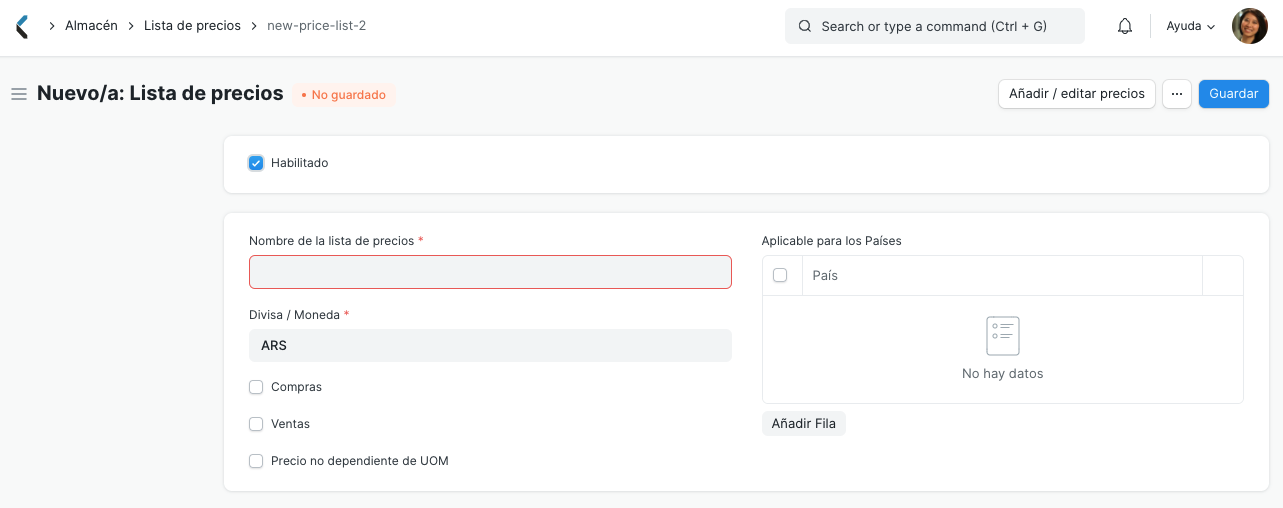 Almacén Lista de precios new-price-list-2 Search or type a command (Ctrl + G) Ayuda
Nuevo/a: Lista de precios No guardado Añadir / editar precios ... Guardar
Habilitado
Nombre de la lista de precios *
Divisa / Moneda *
ARS
Compras
Ventas
Precio no dependiente de UOM
Aplicable para los Países
País
No hay datos
Añadir Fila